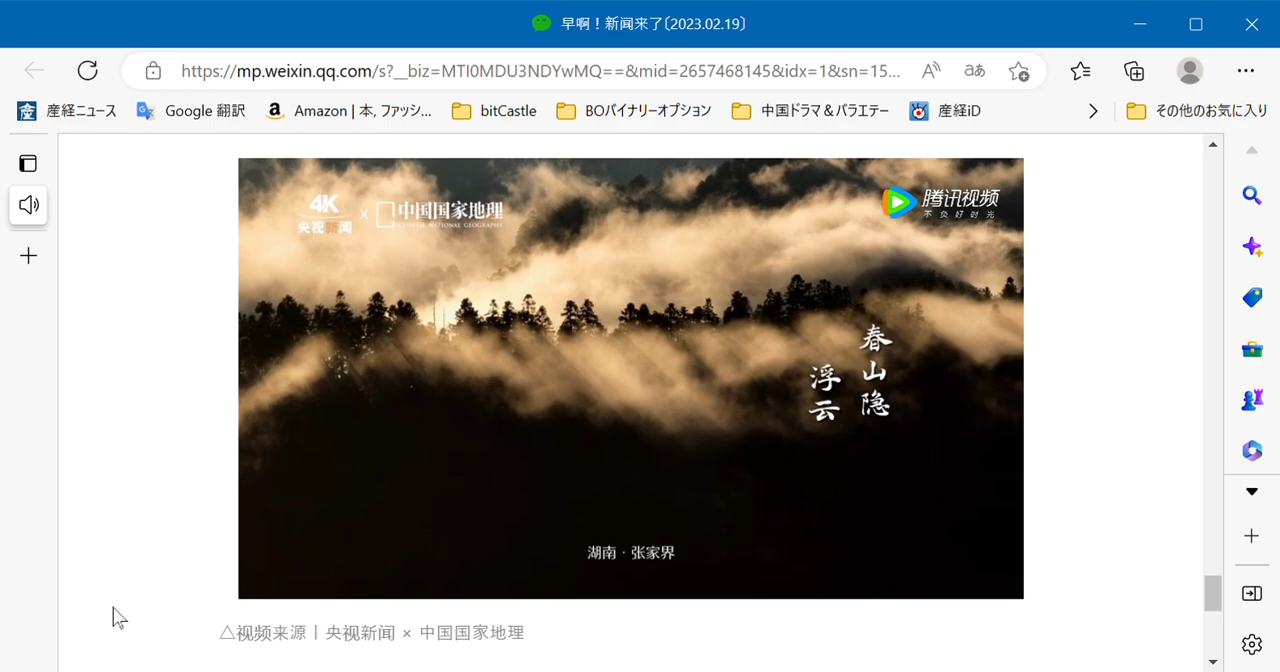 早啊！新闻来了〔2023.02.19〕
https://mp.weixin.qq.com/s?__biz=MTI0MDU3NDYwMQ==&mid=2657468145&idx=1&sn=15...
ああ
産経ニュース
Google 翻訳
Amazon | 本, ファッシ...
bitCastle
BOバイナリーオプション
中国ドラマ＆バラエテー
産経iD
その他のお気に入り
4K
央视新闻
x
中国国家地理
CHINESE NATIONAL GEOGRAPHY
腾讯视频
不负好时光
春山隐
浮云
湖南·张家界
△视频来源丨央视新闻 × 中国国家地理